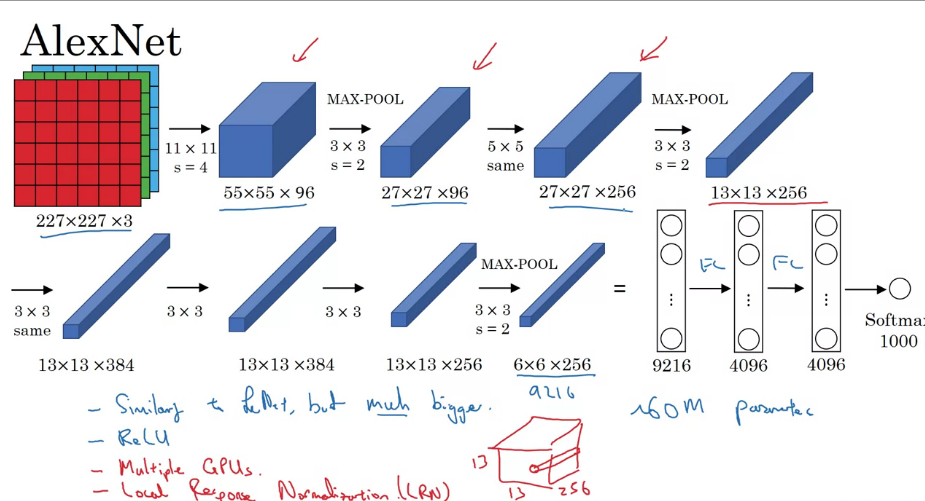 AlexNet
MAX-POOL
MAX-POOL
11 × 11
s = 4
3 × 3
s = 2
5 × 5
same
3 × 3
s = 2
227×227 ×3
55×55 × 96
27×27 ×96
27×27 ×256
13×13 ×256
MAX-POOL
FC
FC
3 × 3
same
3 × 3
3 × 3
3 × 3
s = 2
=
...
...
...
Softmax
1000
13×13 ×384
13×13 ×384
13×13 ×256
6×6 ×256
9216
4096
4096
9216
- Similar to LeNet, but much bigger.
~60M parameters
- ReLU
- Multiple GPUs.
- Local Response Normalization (LRN)
13
13
256